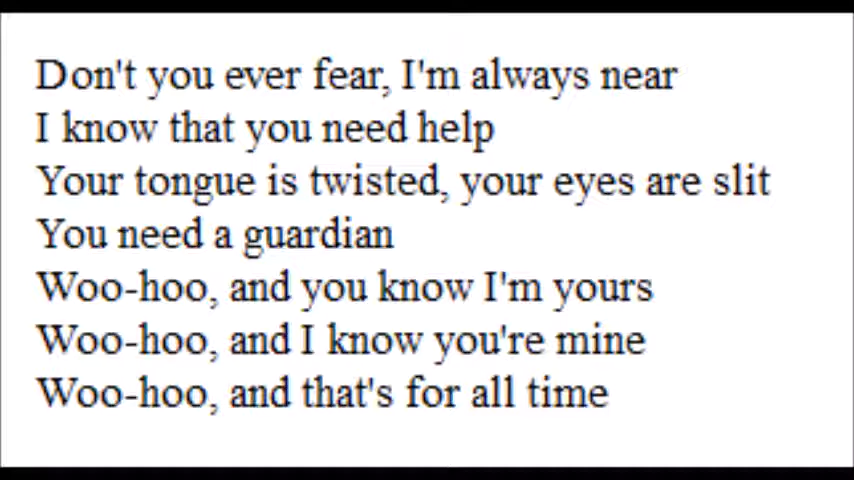 Don't you ever fear, I'm always near
I know that you need help
Your tongue is twisted, your eyes are slit
You need a guardian
Woo-hoo, and you know I'm yours
Woo-hoo, and I know you're mine
Woo-hoo, and that's for all time